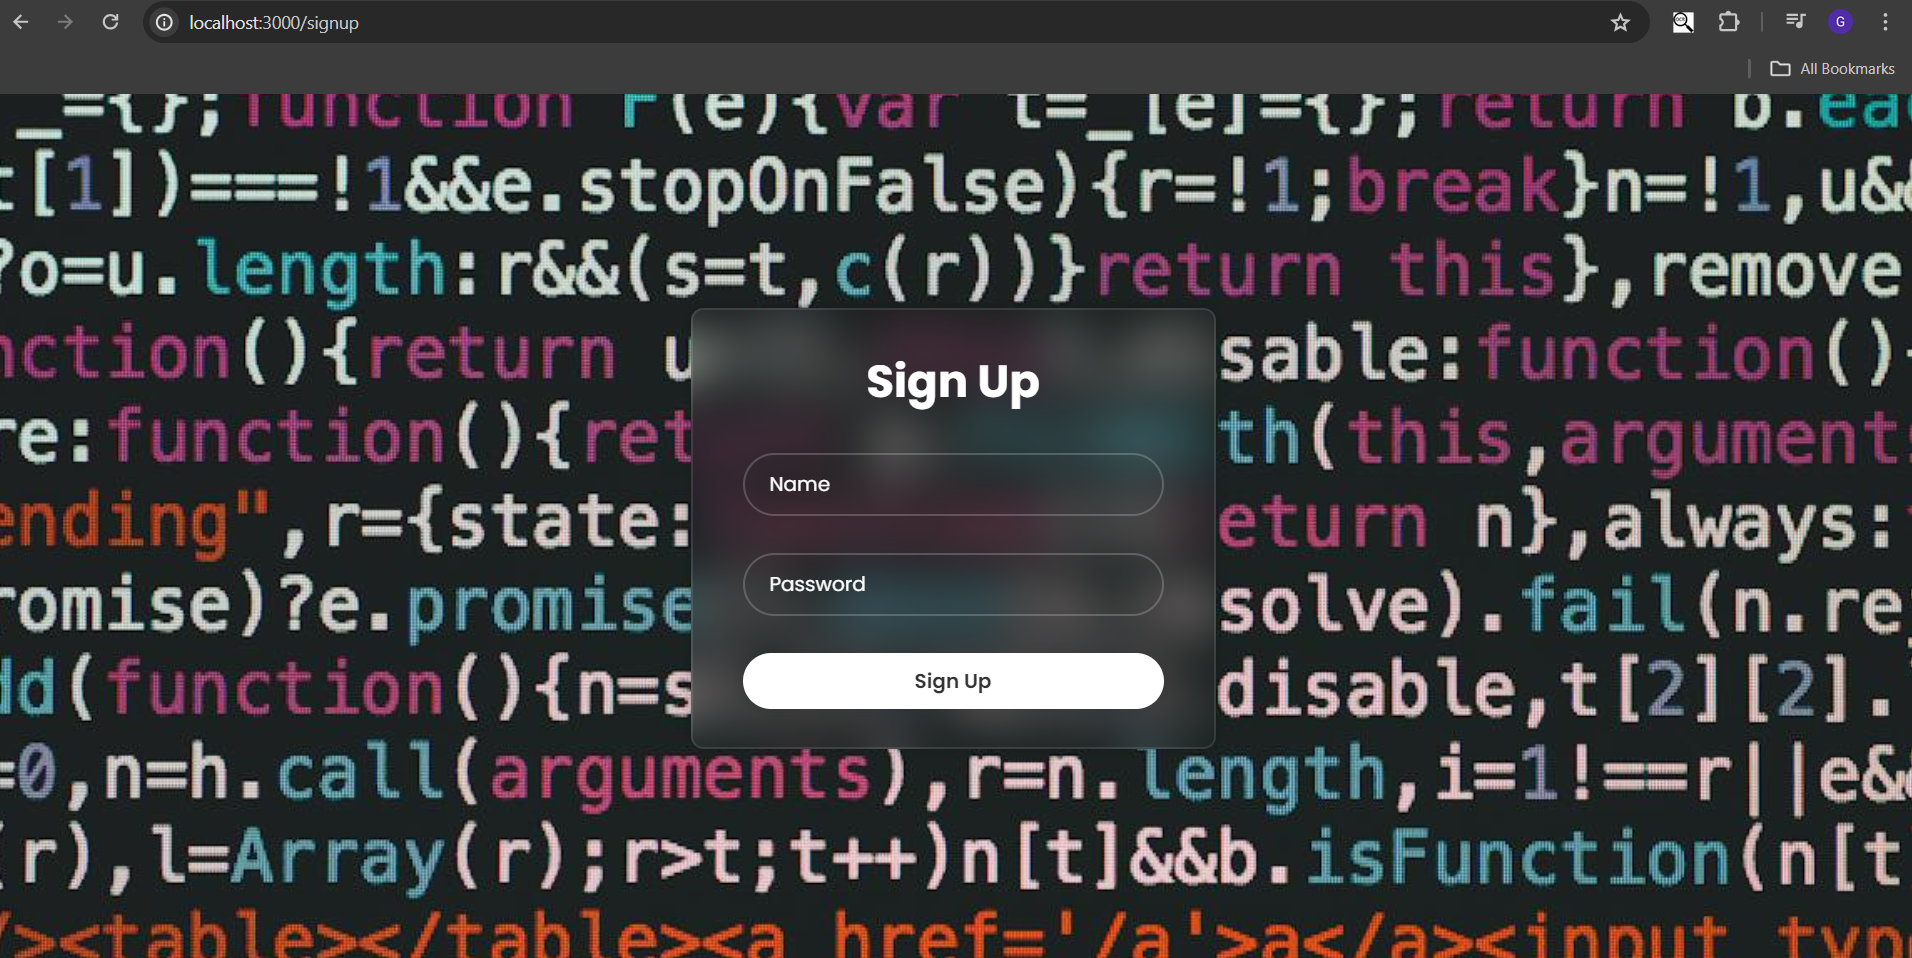 localhost:3000/signup
G
All Bookmarks
_={};function F(e){var t=_[e]={};return b.ea
t[1])===!1&&e.stopOnFalse){r=!1;break}n=!1,u&
?o=u.length:r&&(s=t,c(r))}return this},remove
nction(){return u sable:function()
re:function(){ret th(this,arguments
ending",r={state: eturn n},always:
romise)?e.promise solve).fail(n.re
dd(function(){n=s disable,t[2][2].
=0,n=h.call(arguments),r=n.length,i=1!==r||e&
(r),l=Array(r);r>t;t++)n[t]&&b.isFunction(n[t
/><table></table><a href='/a'>a</a><input typ
Sign Up
Name
Password
Sign Up